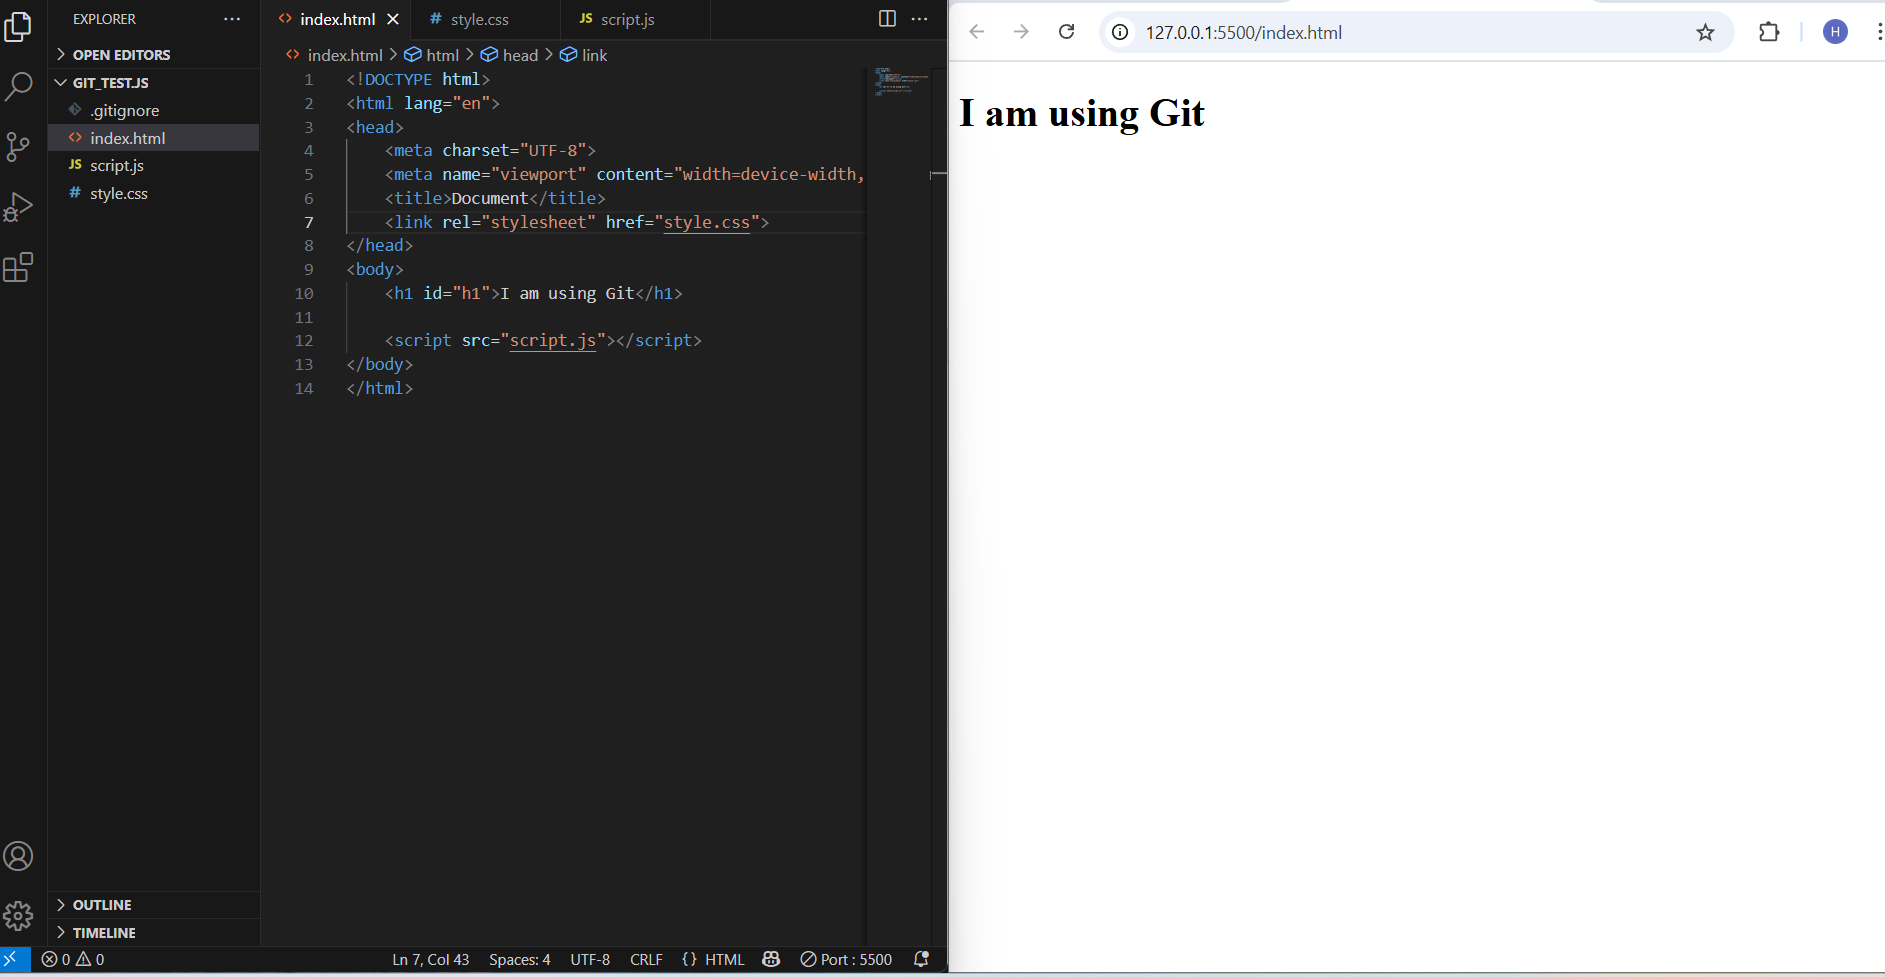 EXPLORER
OPEN EDITORS
GIT_TEST.JS
.gitignore
index.html
script.js
style.css
OUTLINE
TIMELINE
index.html
style.css
JS script.js
index.html > html > head > link
1 <!DOCTYPE html>
2 <html lang="en">
3 <head>
4 <meta charset="UTF-8">
5 <meta name="viewport" content="width=device-width,
6 <title>Document</title>
7 <link rel="stylesheet" href="style.css">
8 </head>
9 <body>
10 <h1 id="h1">I am using Git</h1>
11
12 <script src="script.js"></script>
13 </body>
14 </html>
0 0
Ln 7, Col 43 Spaces: 4 UTF-8 CRLF {} HTML Port : 5500
127.0.0.1:5500/index.html
H
I am using Git